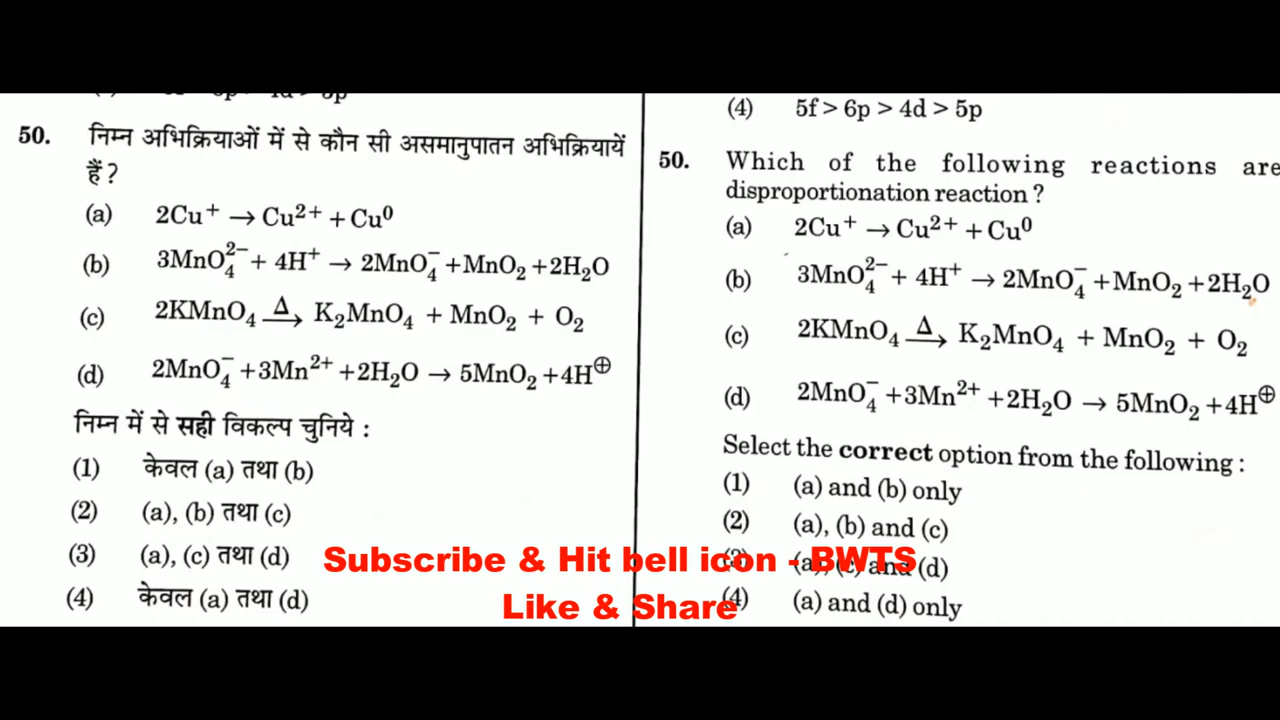 50. निम्न अभिक्रियाओं में से कौन सी असमानुपातन अभिक्रियायें
हैं ?
(a) 2Cu⁺ → Cu²⁺ + Cu⁰
(b) 3MnO₄²⁻ + 4H⁺ → 2MnO₄⁻ + MnO₂ + 2H₂O
(c) 2KMnO₄ —Δ→ K₂MnO₄ + MnO₂ + O₂
(d) 2MnO₄⁻ + 3Mn²⁺ + 2H₂O → 5MnO₂ + 4H⊕
निम्न में से सही विकल्प चुनिये :
(1) केवल (a) तथा (b)
(2) (a), (b) तथा (c)
(3) (a), (c) तथा (d)
(4) केवल (a) तथा (d)
(4) 5f > 6p > 4d > 5p
50. Which of the following reactions are
disproportionation reaction ?
(a) 2Cu⁺ → Cu²⁺ + Cu⁰
(b) 3MnO₄²⁻ + 4H⁺ → 2MnO₄⁻ + MnO₂ + 2H₂O
(c) 2KMnO₄ —Δ→ K₂MnO₄ + MnO₂ + O₂
(d) 2MnO₄⁻ + 3Mn²⁺ + 2H₂O → 5MnO₂ + 4H⊕
Select the correct option from the following :
(1) (a) and (b) only
(2) (a), (b) and (c)
(3) (a), (c) and (d)
(4) (a) and (d) only
Subscribe & Hit bell icon - BWTS
Like & Share